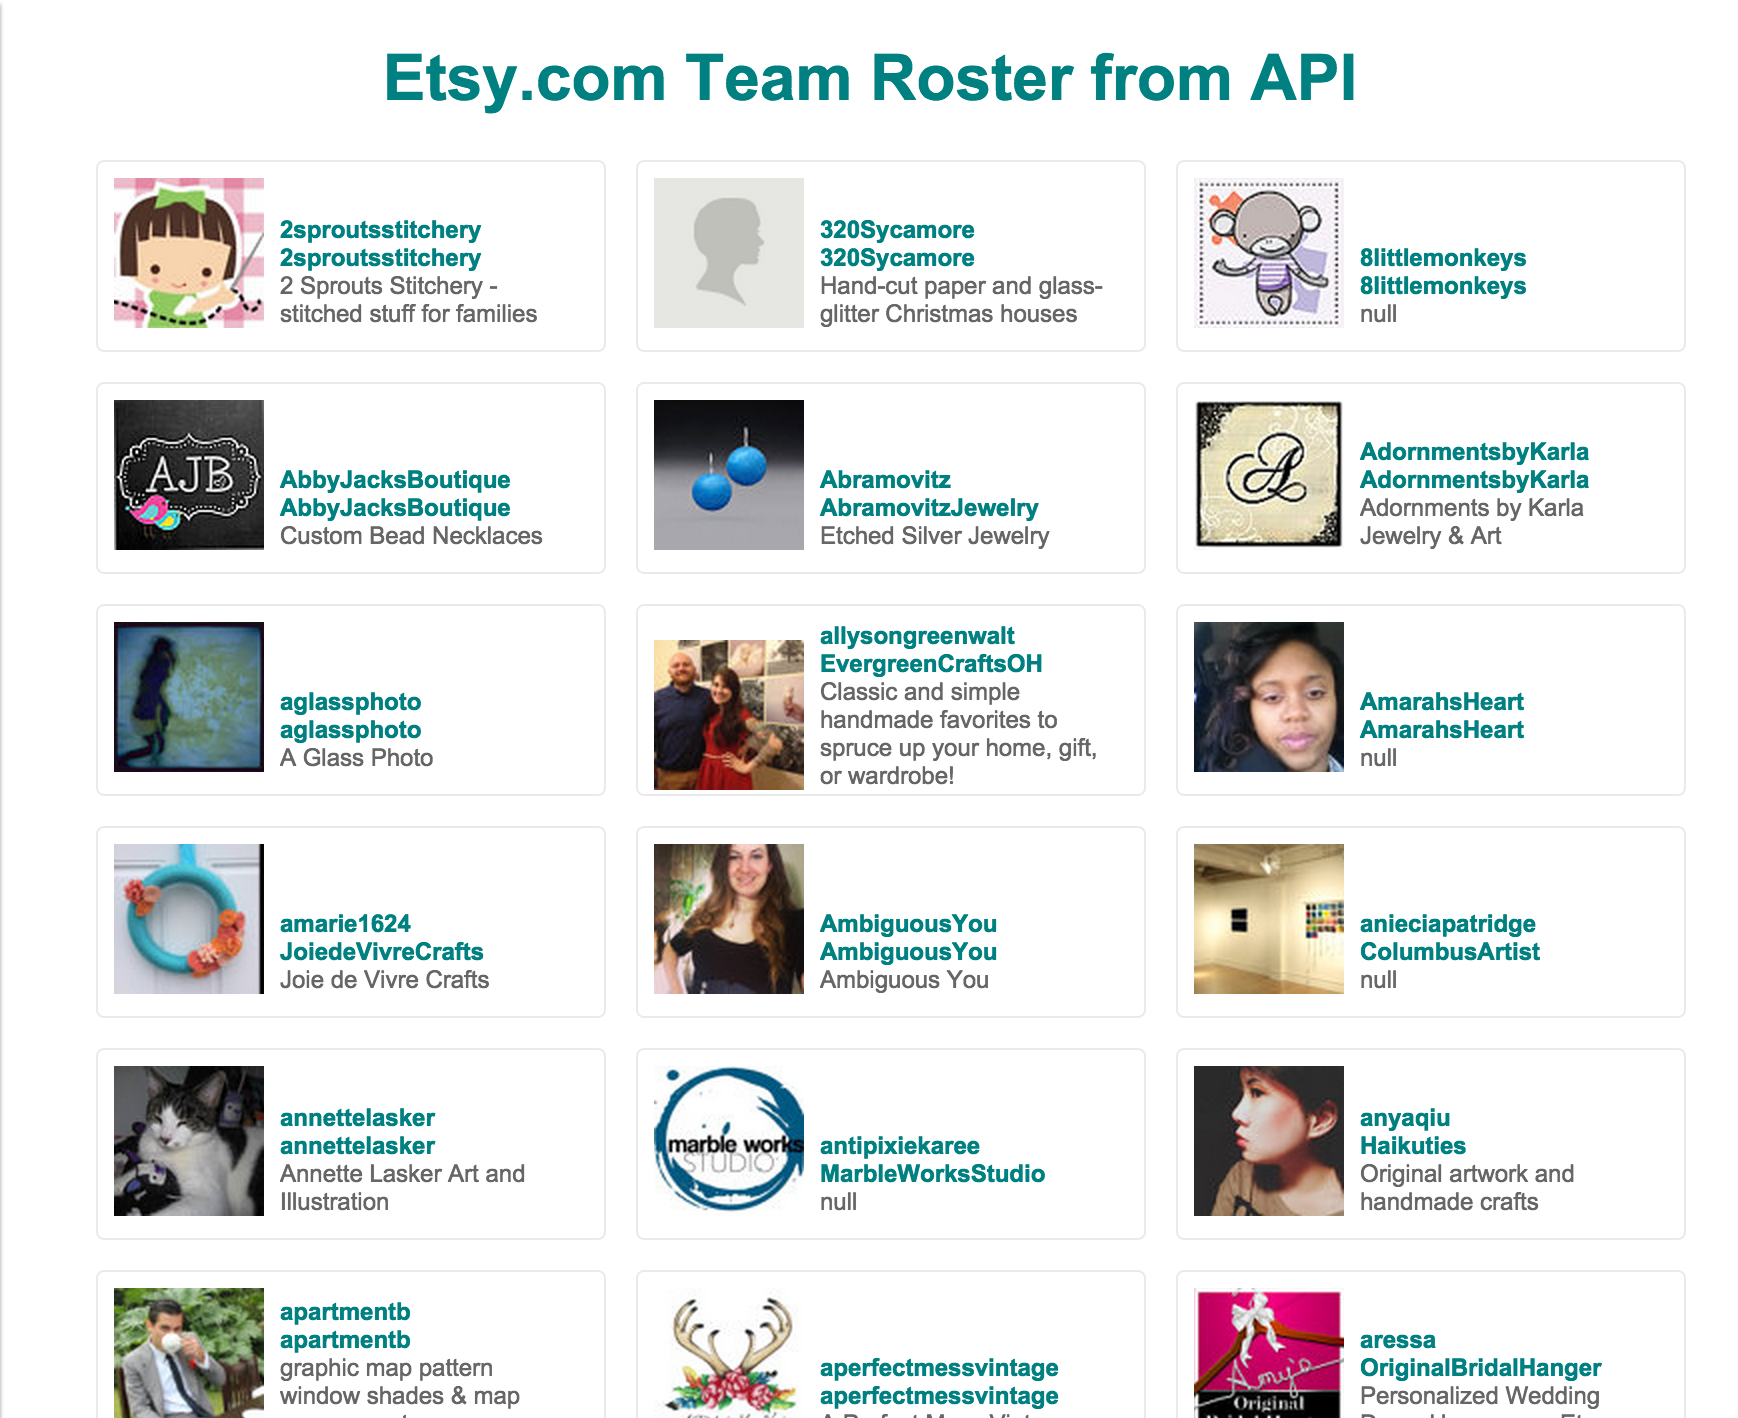 Etsy.com Team Roster from API
2sproutsstitchery
2sproutsstitchery
2 Sprouts Stitchery -
stitched stuff for families
320Sycamore
320Sycamore
Hand-cut paper and glass-
glitter Christmas houses
8littlemonkeys
8littlemonkeys
null
AJB
AbbyJacksBoutique
AbbyJacksBoutique
Custom Bead Necklaces
Abramovitz
AbramovitzJewelry
Etched Silver Jewelry
A
AdornmentsbyKarla
AdornmentsbyKarla
Adornments by Karla
Jewelry & Art
aglassphoto
aglassphoto
A Glass Photo
allysongreenwalt
EvergreenCraftsOH
Classic and simple
handmade favorites to
spruce up your home, gift,
or wardrobe!
AmarahsHeart
AmarahsHeart
null
amarie1624
JoiedeVivreCrafts
Joie de Vivre Crafts
AmbiguousYou
AmbiguousYou
Ambiguous You
anieciapatridge
ColumbusArtist
null
annettelasker
annettelasker
Annette Lasker Art and
Illustration
marble works
STUDIO
antipixiekaree
MarbleWorksStudio
null
anyaqiu
Haikuties
Original artwork and
handmade crafts
apartmentb
apartmentb
graphic map pattern
window shades & map
aperfectmessvintage
aperfectmessvintage
A Perfect Mess
Original
aressa
OriginalBridalHanger
Personalized Wedding